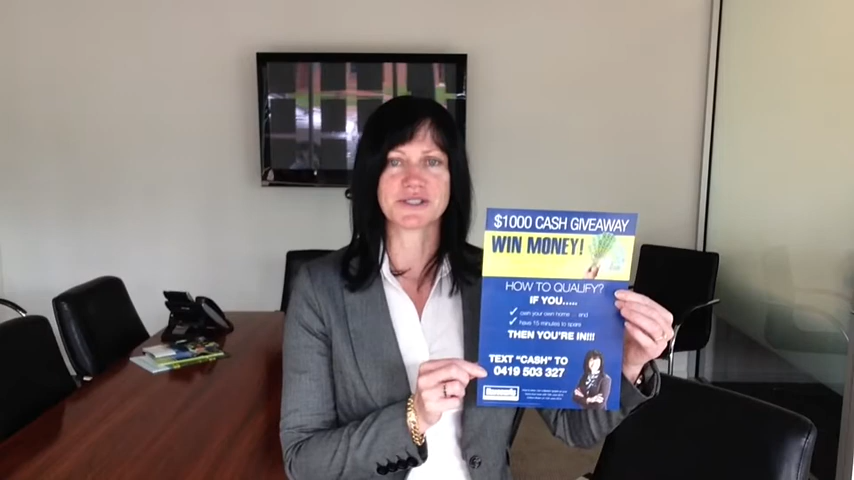 $1000 CASH GIVEAWAY
WIN MONEY!
HOW TO QUALIFY?
IF YOU.....
own your own home ... and
have 15 minutes to spare
THEN YOU'RE IN!!!
TEXT "CASH" TO
0419 503 327